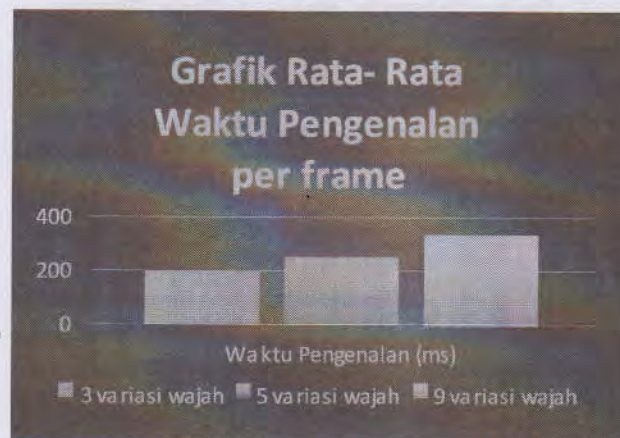 Grafik Rata- Rata
Waktu Pengenalan
per frame
400
200
0
Waktu Pengenalan (ms)
3 variasi wajah 5 variasi wajah 9 variasi wajah